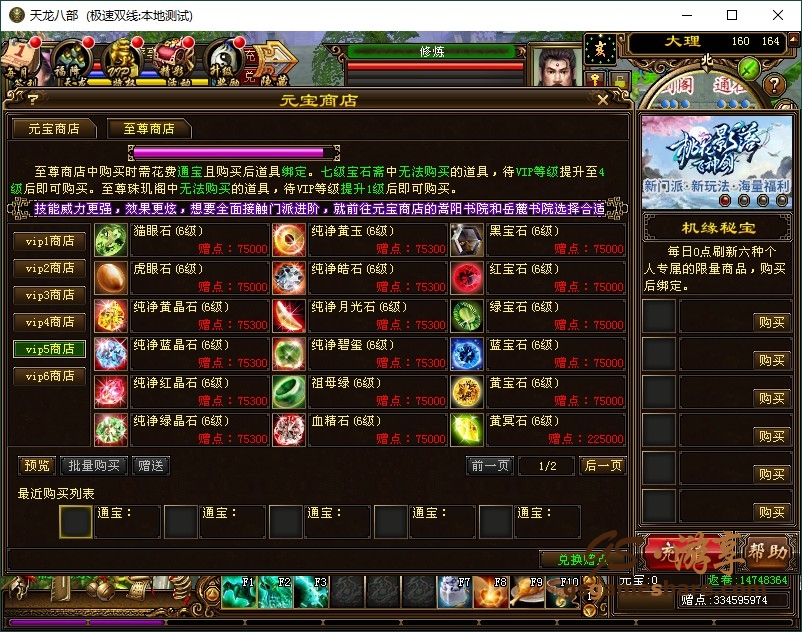 天龙八部 (极速双线:本地测试)
修炼
大理 160 164
北
隐藏
?
元宝商店
元宝商店 至尊商店
至尊商店中购买时需花费通宝且购买后道具绑定。七级宝石斋中无法购买的道具，待VIP等级提升至4
级后即可购买。至尊珠玑阁中无法购买的道具，待VIP等级提升1级后即可购买。
技能威力更强，效果更炫，想要全面接触门派进阶，就前往元宝商店的嵩阳书院和岳麓书院选择合适
vip1商店
vip2商店
vip3商店
vip4商店
vip5商店
vip6商店
猫眼石(6级) 纯净黄玉(6级) 黑宝石(6级)
赠点：75000 赠点：75300 赠点：75000
虎眼石(6级) 纯净皓石(6级) 红宝石(6级)
赠点：75000 赠点：75300 赠点：75000
纯净黄晶石(6级) 纯净月光石(6级) 绿宝石(6级)
赠点：75300 赠点：75300 赠点：75000
纯净蓝晶石(6级) 纯净碧玺(6级) 蓝宝石(6级)
赠点：75300 赠点：75300 赠点：75000
纯净红晶石(6级) 祖母绿(6级) 黄宝石(6级)
赠点：75300 赠点：75000 赠点：75000
纯净绿晶石(6级) 血精石(6级) 黄冥石(6级)
赠点：75300 赠点：75000 赠点：225000
预览 批量购买 赠送 前一页 1/2 后一页
最近购买列表
通宝： 通宝： 通宝： 通宝： 通宝：
兑换赠点
桃花影落
新门派·新玩法·海量福利
机缘秘宝
每日0点刷新六种个
人专属的限量商品，购买
后绑定。
购买
购买
购买
购买
购买
购买
帮助
F1 F2 F3 F7 F8 F9 F10
元宝:0 返卷:14748364
赠点:334595974